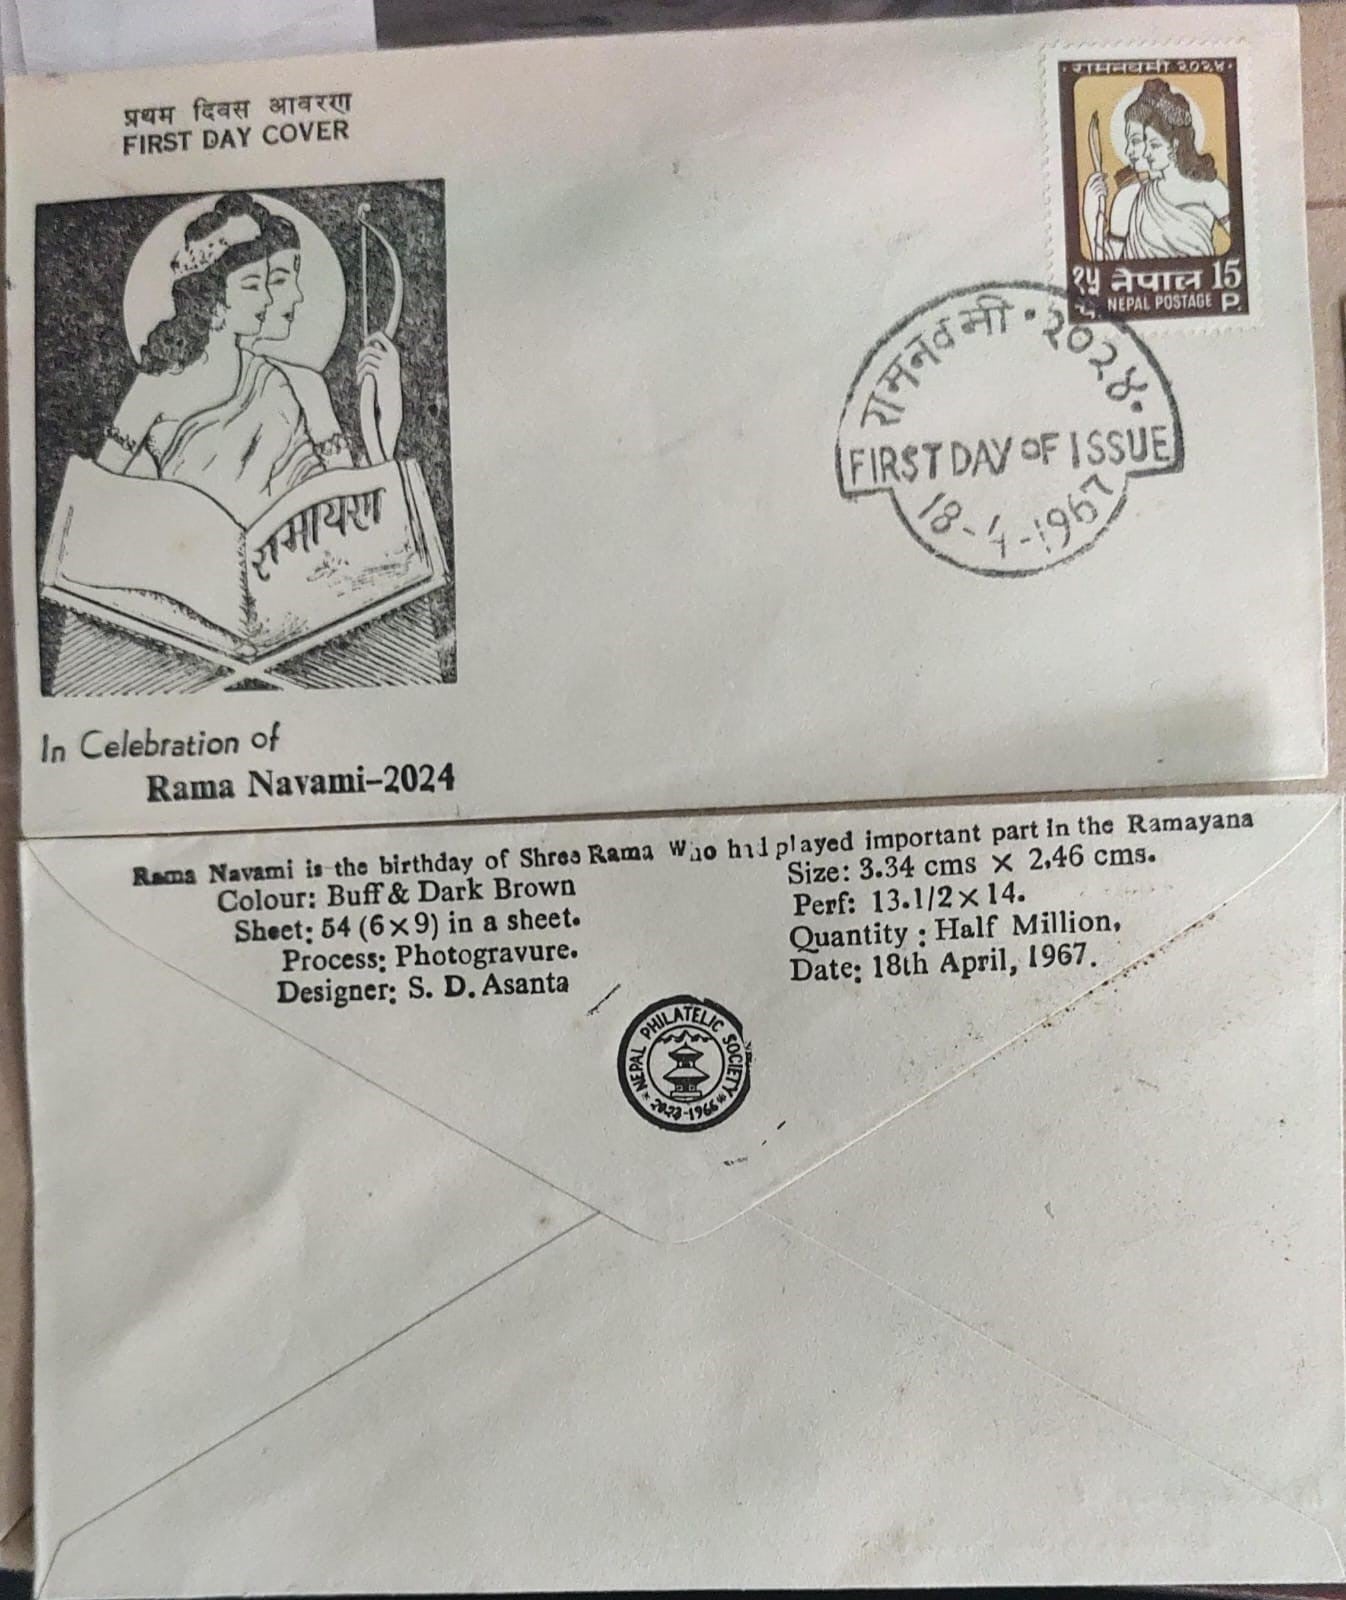 प्रथम दिवस आवरण
FIRST DAY COVER
रामायण
In Celebration of
Rama Navami-2024
रामनवमी २०२४
१५ नेपाल 15
प. NEPAL POSTAGE P.
रामनवमी • २०२४.
FIRST DAY OF ISSUE
18-4-1967
Rama Navami is the birthday of Shree Rama Who had played important part in the Ramayana
Colour: Buff & Dark Brown
Sheet: 54 (6×9) in a sheet.
Process: Photogravure.
Designer: S. D. Asanta
Size: 3.34 cms × 2.46 cms.
Perf: 13.1/2 × 14.
Quantity : Half Million,
Date: 18th April, 1967.
NEPAL PHILATELIC SOCIETY
2023-1966